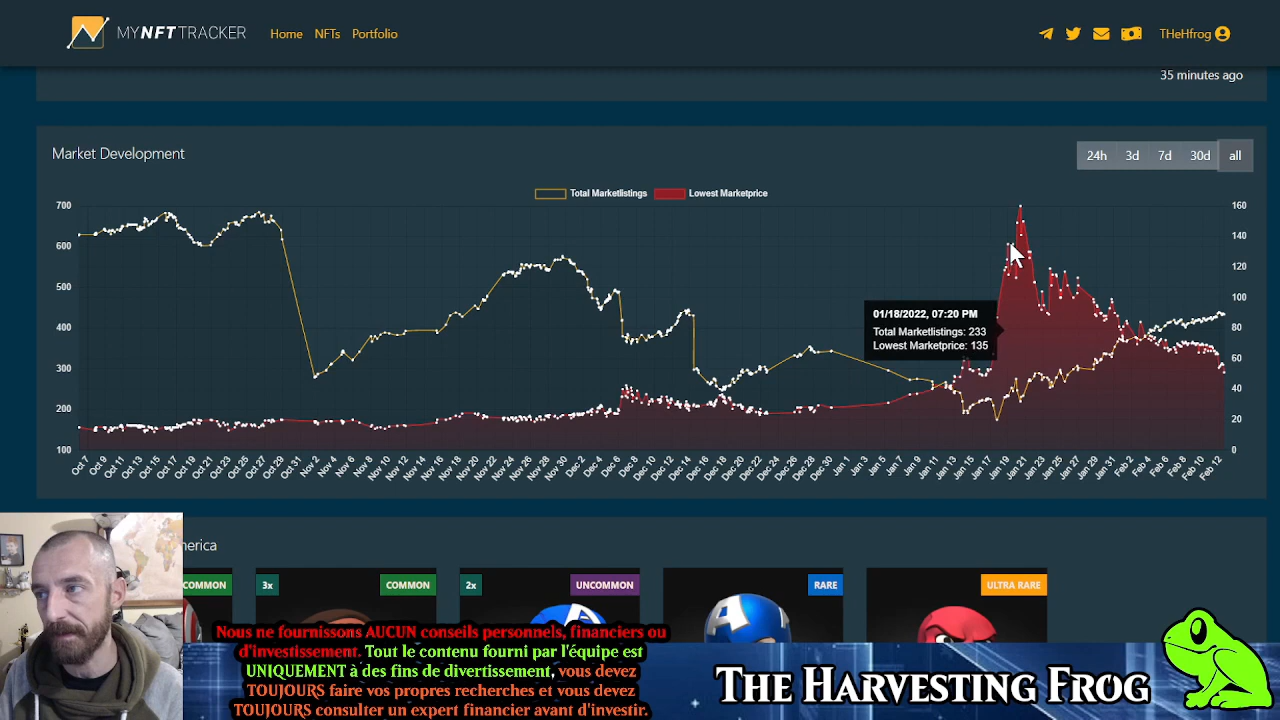 MYNFTTRACKER Home NFTs Portfolio THeHfrog
35 minutes ago
Market Development
24h 3d 7d 30d all
Total Marketlistings Lowest Marketprice
700 160
600 140
500 120
400 100
300 80
200 60
100 40
20
0
01/18/2022, 07:20 PM
Total Marketlistings: 233
Lowest Marketprice: 135
Oct 7 Oct 9 Oct 11 Oct 13 Oct 15 Oct 17 Oct 19 Oct 21 Oct 23 Oct 25 Oct 27 Oct 29 Oct 31 Nov 2 Nov 4 Nov 6 Nov 8 Nov 10 Nov 12 Nov 14 Nov 16 Nov 18 Nov 20 Nov 22 Nov 24 Nov 26 Nov 28 Nov 30 Dec 2 Dec 4 Dec 6 Dec 8 Dec 10 Dec 12 Dec 14 Dec 16 Dec 18 Dec 20 Dec 22 Dec 24 Dec 26 Dec 28 Dec 30 Jan 1 Jan 3 Jan 5 Jan 7 Jan 9 Jan 11 Jan 13 Jan 15 Jan 17 Jan 19 Jan 21 Jan 23 Jan 25 Jan 27 Jan 29 Jan 31 Feb 2 Feb 4 Feb 6 Feb 8 Feb 10 Feb 12
merica
COMMON 3x COMMON 2x UNCOMMON RARE ULTRA RARE
Nous ne fournissons AUCUN conseils personnels, financiers ou
d'investissement. Tout le contenu fourni par l'équipe est
UNIQUEMENT à des fins de divertissement, vous devez
TOUJOURS faire vos propres recherches et vous devez
TOUJOURS consulter un expert financier avant d'investir.
THE HARVESTING FROG